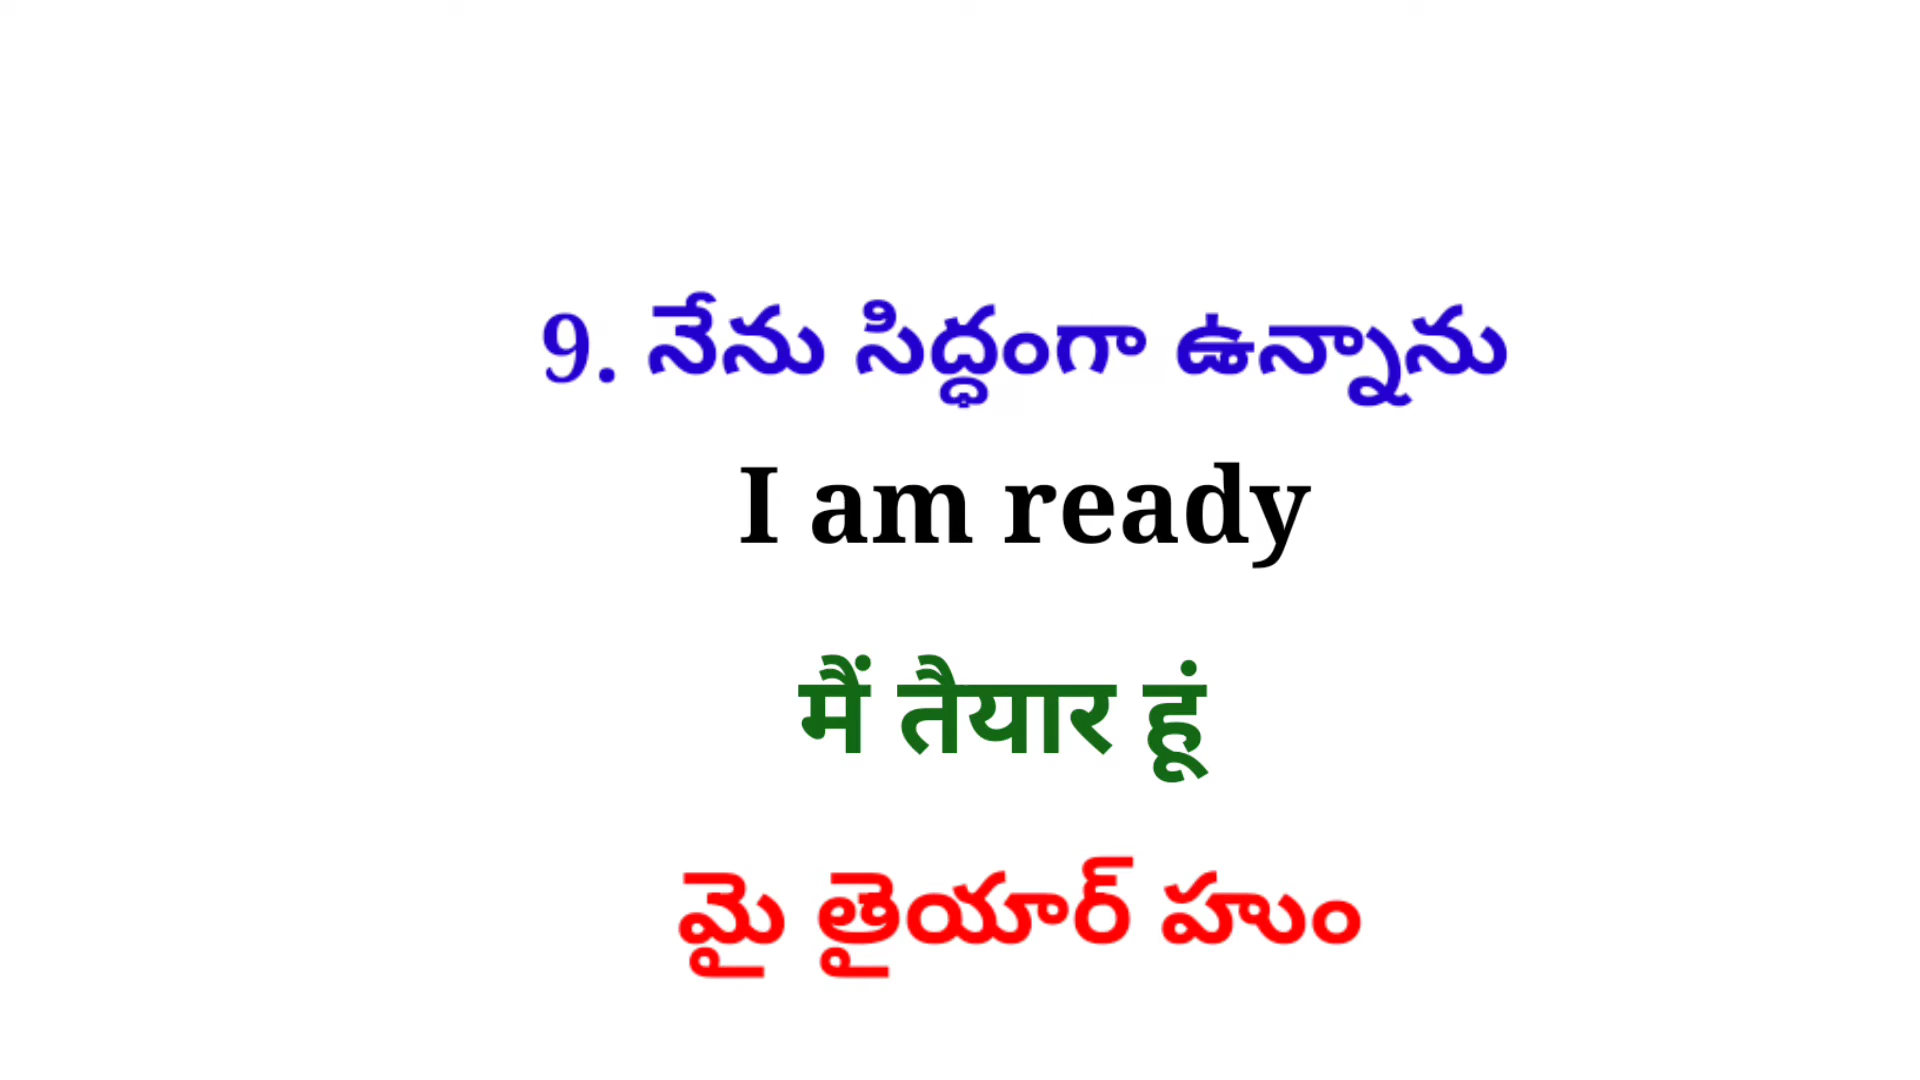 9. నేను సిద్ధంగా ఉన్నాను
I am ready
मैं तैयार हूं
మై తైయార్ హుం